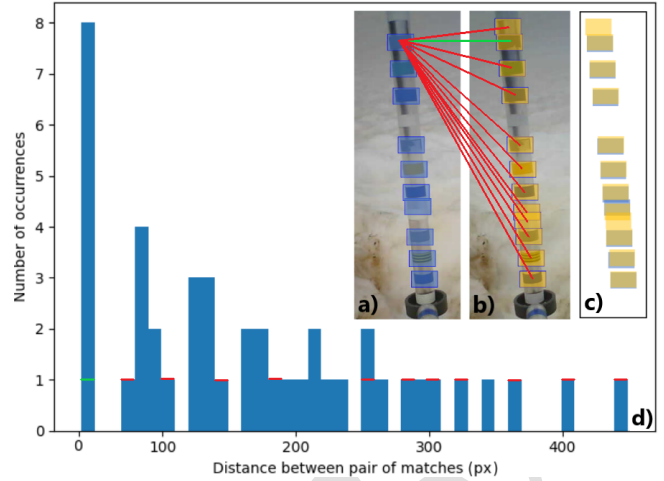 8
7
6
5
4
3
2
1
0
Number of occurrences
a)
b)
c)
d)
0 100 200 300 400
Distance between pair of matches (px)